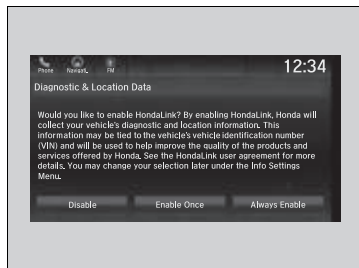 12:34
Phone Navigati.. FM
Diagnostic & Location Data
Would you like to enable HondaLink? By enabling HondaLink, Honda will
collect your vehicle's diagnostic and location information. This
information may be tied to the vehicle's vehicle identification number
(VIN) and will be used to help improve the quality of the products and
services offered by Honda. See the HondaLink user agreement for more
details. You may change your selection later under the Info Settings
Menu.
Disable Enable Once Always Enable